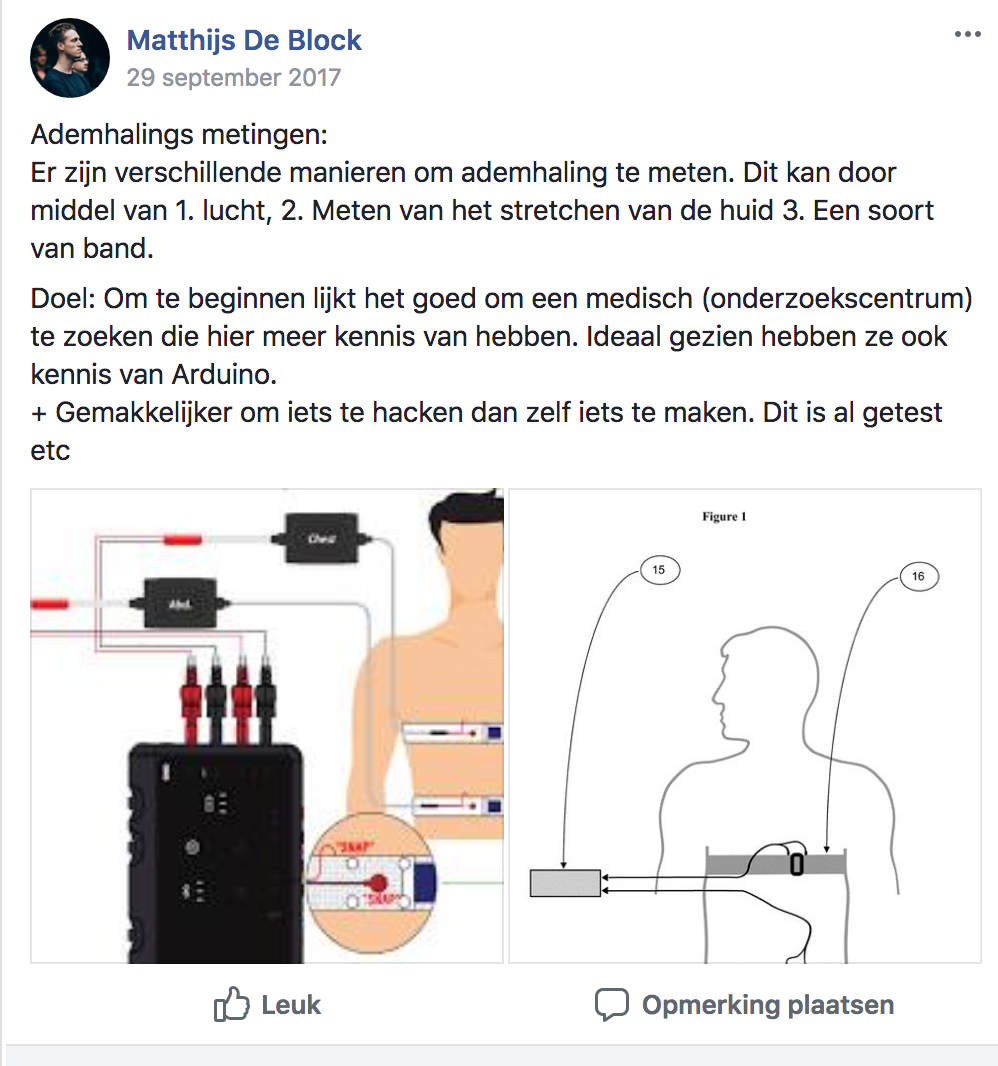 Matthijs De Block
29 september 2017
Ademhalings metingen:
Er zijn verschillende manieren om ademhaling te meten. Dit kan door
middel van 1. lucht, 2. Meten van het stretchen van de huid 3. Een soort
van band.
Doel: Om te beginnen lijkt het goed om een medisch (onderzoekscentrum)
te zoeken die hier meer kennis van hebben. Ideaal gezien hebben ze ook
kennis van Arduino.
+ Gemakkelijker om iets te hacken dan zelf iets te maken. Dit is al getest
etc
Chest
Abd.
"SNAP"
"SNAP"
Figure 1
15
16
Leuk
Opmerking plaatsen